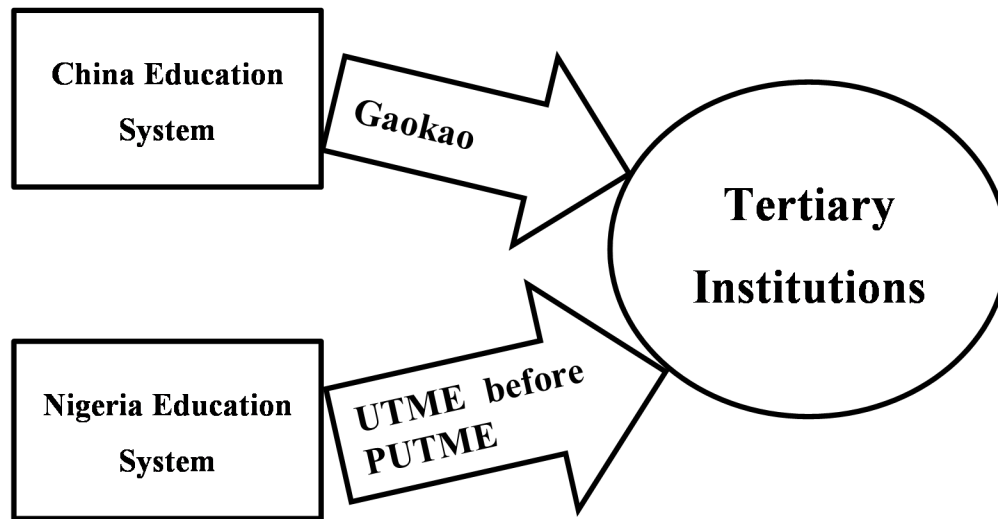 China Education
System
Gaokao
Tertiary
Institutions
Nigeria Education
System
UTME before
PUTME